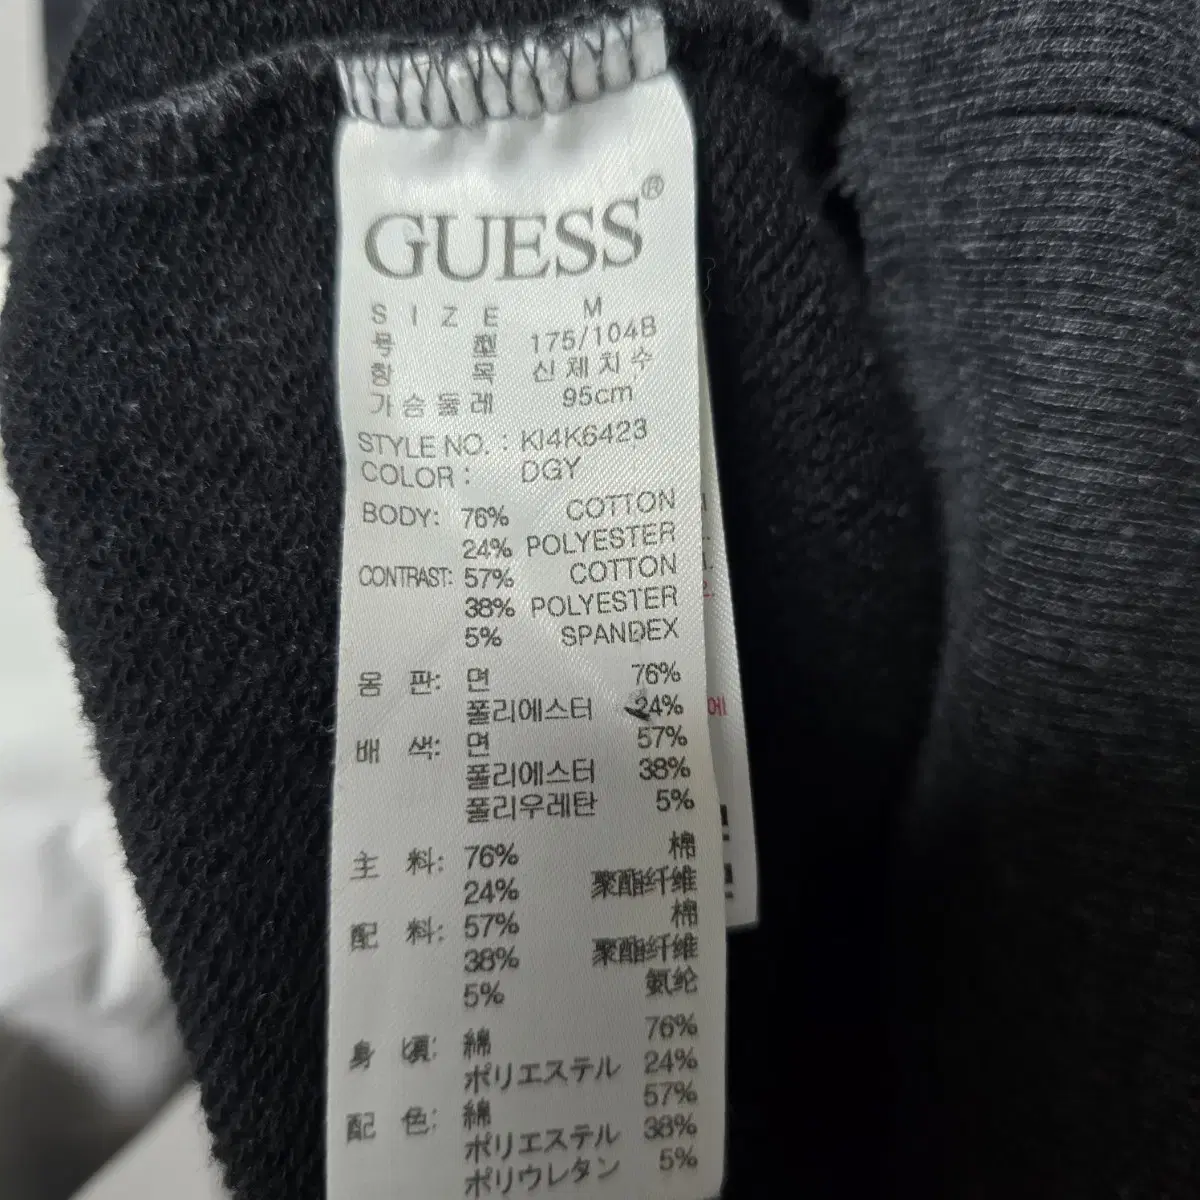 GUESS®
SIZE M
号 型 175/104B
항 목 신체치수
가슴둘레 95cm
STYLE NO. : KI4K6423
COLOR : DGY
BODY: 76% COTTON
24% POLYESTER
CONTRAST: 57% COTTON
38% POLYESTER
5% SPANDEX
몸 판: 면 76%
폴리에스터 24%
배 색: 면 57%
폴리에스터 38%
폴리우레탄 5%
主 料: 76% 棉
24% 聚酯纤维
配 料: 57% 棉
38% 聚酯纤维
5% 氨纶
身 頃: 綿 76%
ポリエステル 24%
配 色: 綿 57%
ポリエステル 38%
ポリウレタン 5%
에